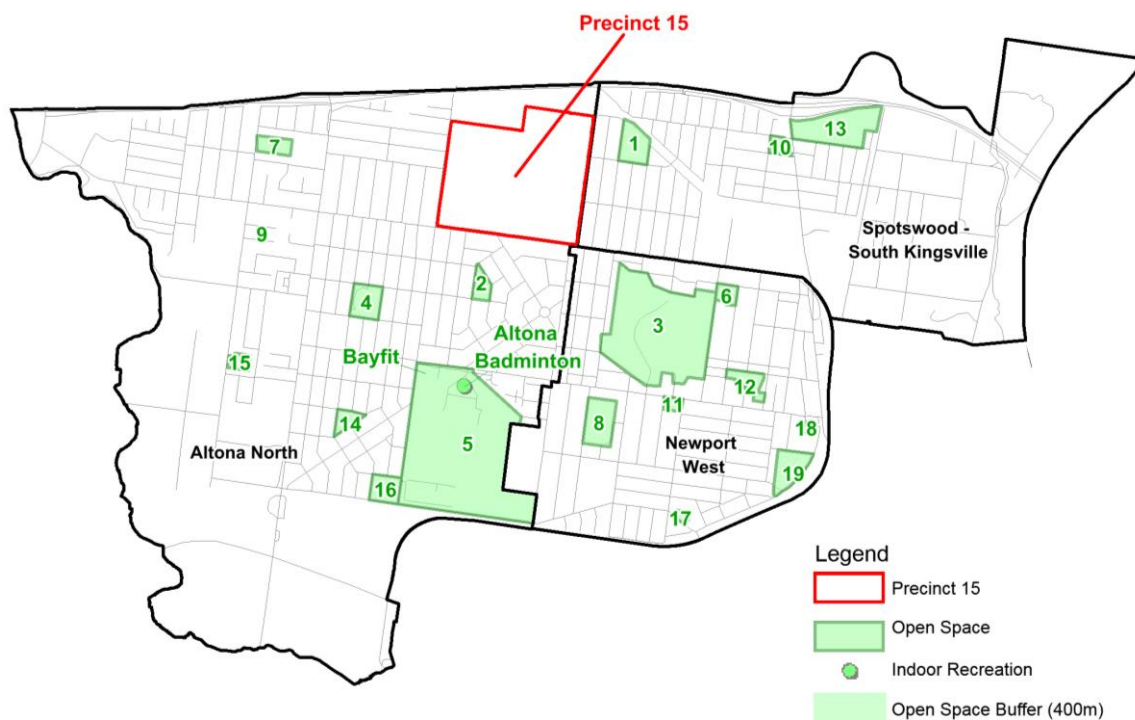 Precinct 15
13
1
10
7
Spotswood -
South Kingsville
9
2
6
4
3
Altona
Badminton
Bayfit
15
12
11
8
14
18
5
Newport
West
Altona North
19
16
17
Legend
Precinct 15
Open Space
Indoor Recreation
Open Space Buffer (400m)